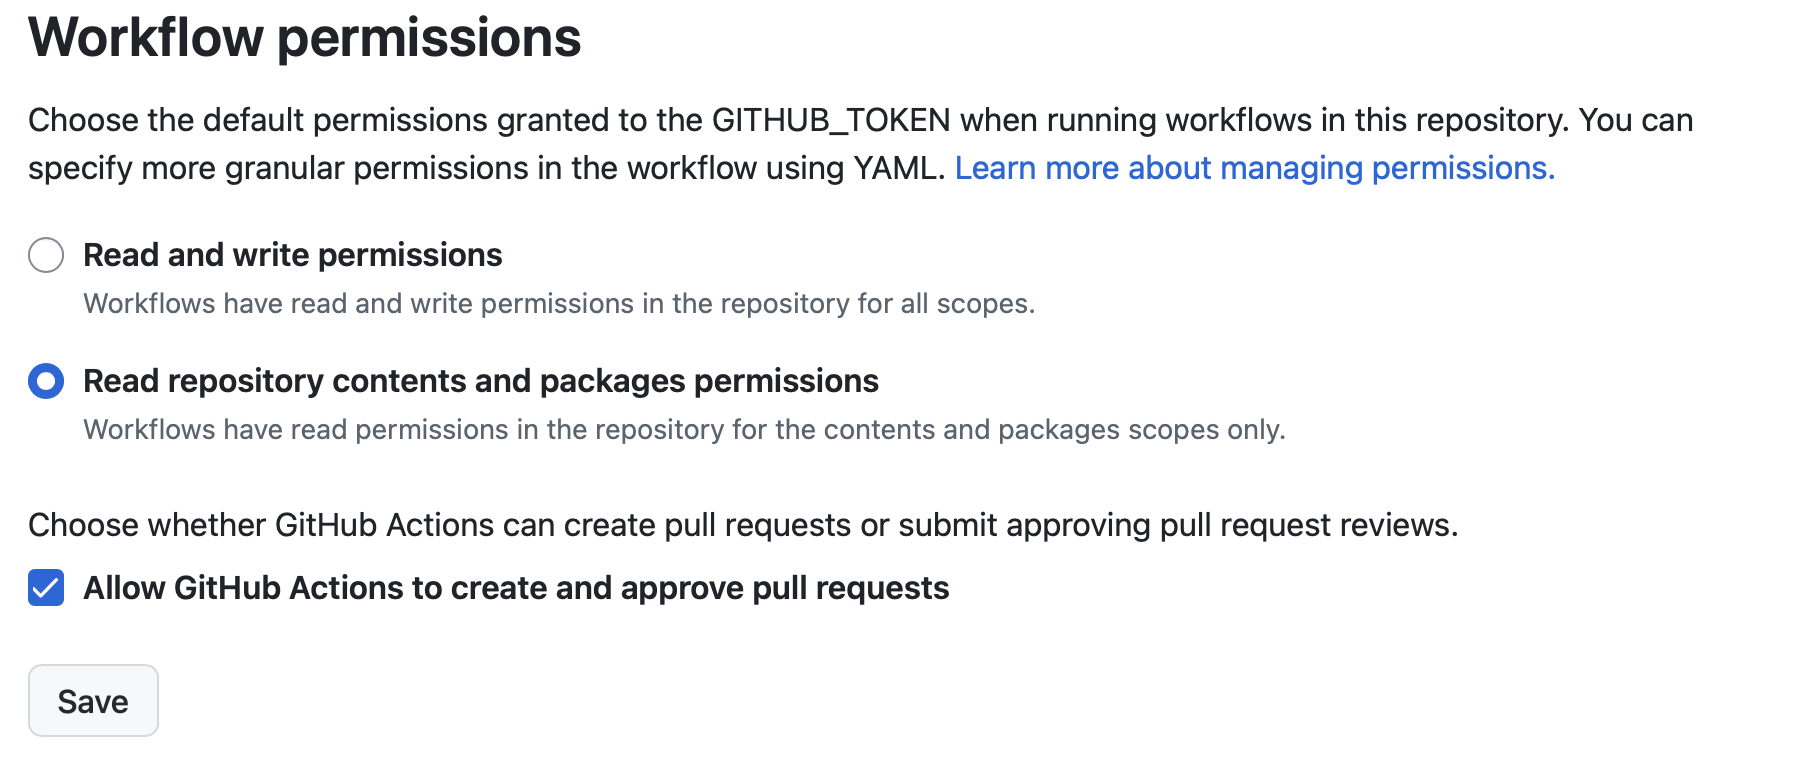 Workflow permissions
Choose the default permissions granted to the GITHUB_TOKEN when running workflows in this repository. You can
specify more granular permissions in the workflow using YAML. Learn more about managing permissions.
Read and write permissions
Workflows have read and write permissions in the repository for all scopes.
Read repository contents and packages permissions
Workflows have read permissions in the repository for the contents and packages scopes only.
Choose whether GitHub Actions can create pull requests or submit approving pull request reviews.
Allow GitHub Actions to create and approve pull requests
Save